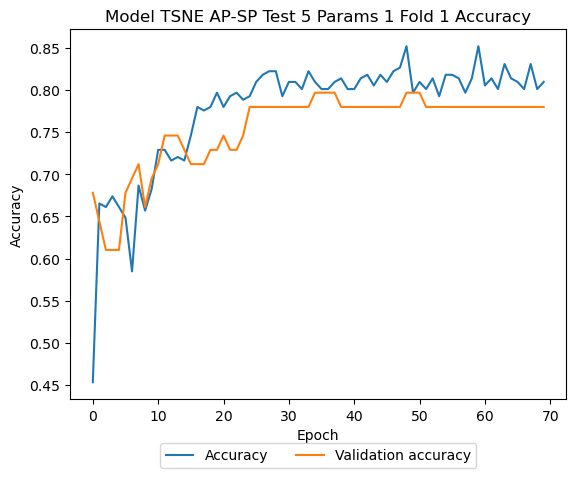 Model TSNE AP-SP Test 5 Params 1 Fold 1 Accuracy
0.85
0.80
0.75
0.70
0.65
0.60
0.55
0.50
0.45
Accuracy
0 10 20 30 40 50 60 70
Epoch
Accuracy Validation accuracy